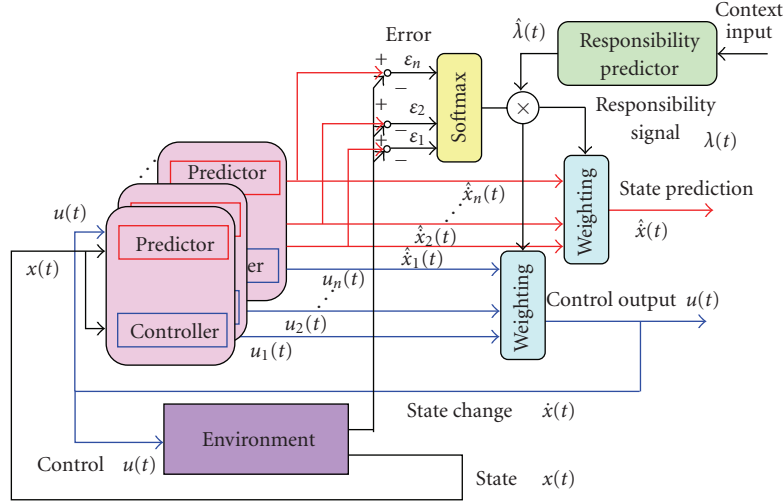 Context
input
Error
λ̂(t)
Responsibility
predictor
+
ε_n
−
+
ε_2
−
+
ε_1
−
Softmax
×
Responsibility
signal λ(t)
⋰
Predictor
u(t)
Predictor
x(t)
ller
Controller
x̂_n(t)
⋰
x̂_2(t)
x̂_1(t)
Weighting
State prediction
x̂(t)
u_n(t)
⋰
u_2(t)
u_1(t)
Weighting
Control output u(t)
State change ẋ(t)
Environment
Control u(t)
State x(t)